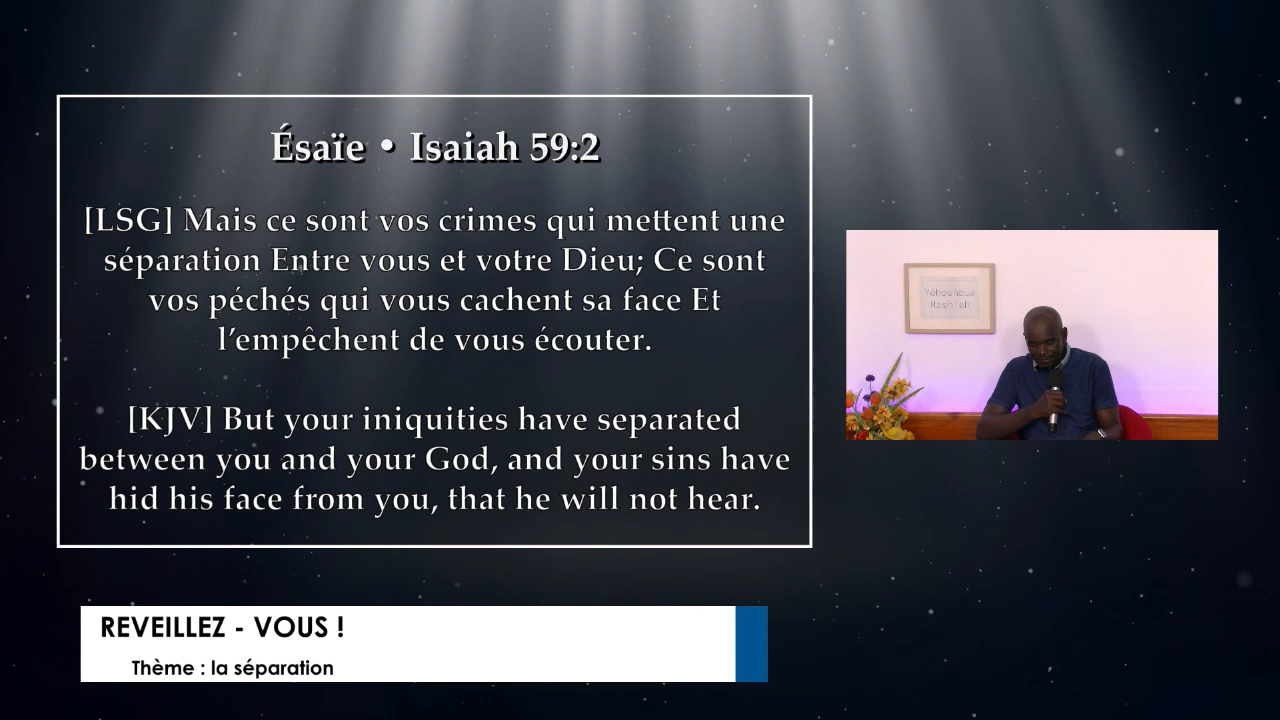 Ésaïe • Isaiah 59:2
[LSG] Mais ce sont vos crimes qui mettent une
séparation Entre vous et votre Dieu; Ce sont
vos péchés qui vous cachent sa face Et
l'empêchent de vous écouter.
[KJV] But your iniquities have separated
between you and your God, and your sins have
hid his face from you, that he will not hear.
Yéhoshoua
Mashiah
REVEILLEZ - VOUS !
Thème : la séparation